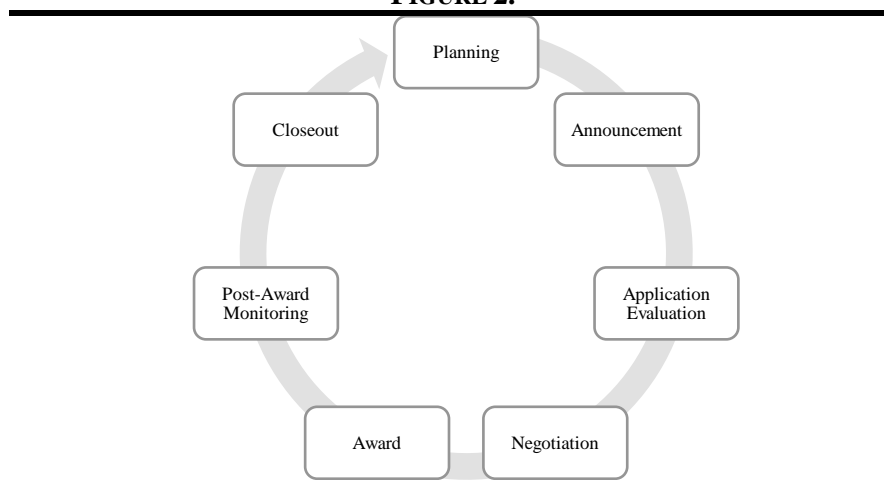 FIGURE 2.
Planning
Announcement
Application
Evaluation
Negotiation
Award
Post-Award
Monitoring
Closeout